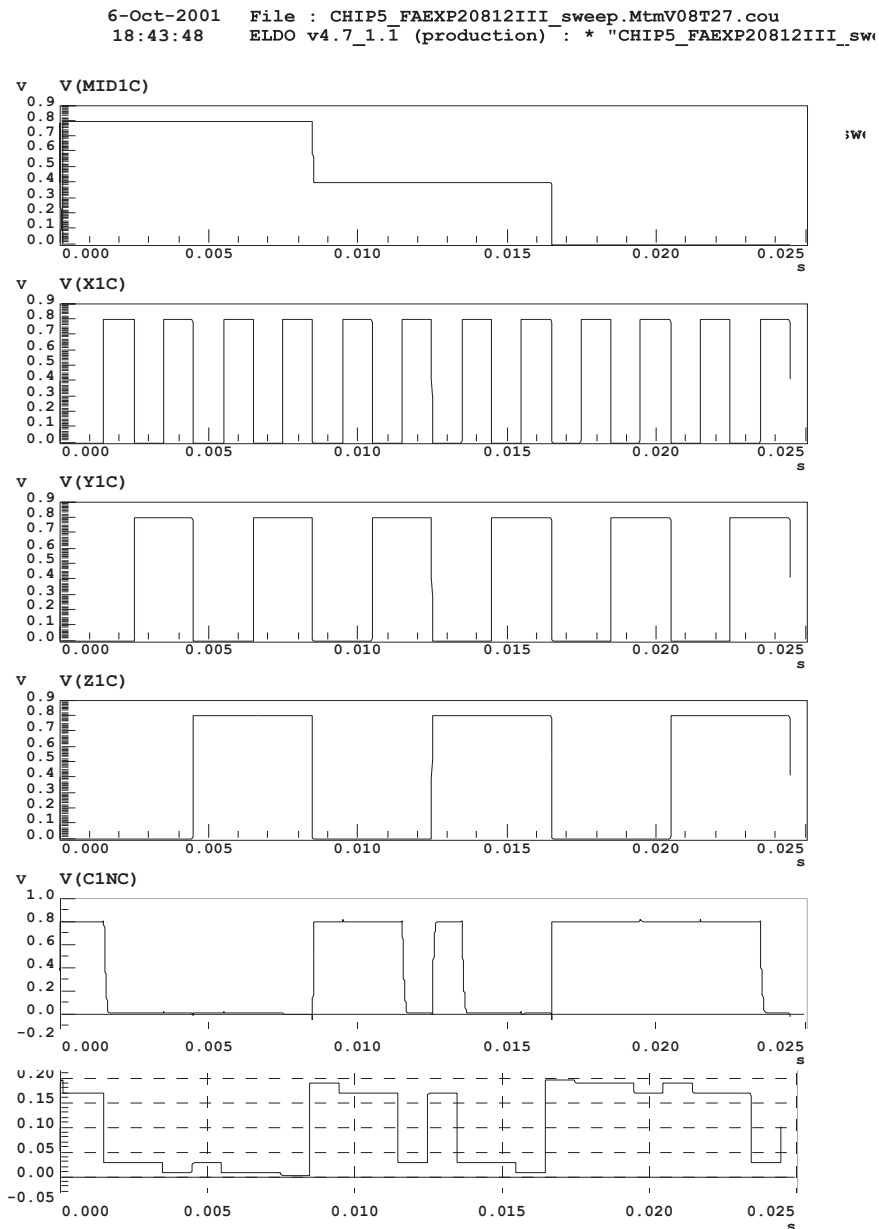 6-Oct-2001 File : CHIP5_FAEXP20812III_sweep.MtmV08T27.cou
18:43:48 ELDO v4.7_1.1 (production) : * "CHIP5_FAEXP20812III_swe
swe
V V(MID1C)
0.9
0.8
0.7
0.6
0.5
0.4
0.3
0.2
0.1
0.0
0.000 0.005 0.010 0.015 0.020 0.025
s
V V(X1C)
0.9
0.8
0.7
0.6
0.5
0.4
0.3
0.2
0.1
0.0
0.000 0.005 0.010 0.015 0.020 0.025
s
V V(Y1C)
0.9
0.8
0.7
0.6
0.5
0.4
0.3
0.2
0.1
0.0
0.000 0.005 0.010 0.015 0.020 0.025
s
V V(Z1C)
0.9
0.8
0.7
0.6
0.5
0.4
0.3
0.2
0.1
0.0
0.000 0.005 0.010 0.015 0.020 0.025
s
V V(C1NC)
1.0
0.8
0.6
0.4
0.2
0.0
-0.2
0.000 0.005 0.010 0.015 0.020 0.025
s
0.20
0.15
0.10
0.05
0.00
-0.05
0.000 0.005 0.010 0.015 0.020 0.025
s